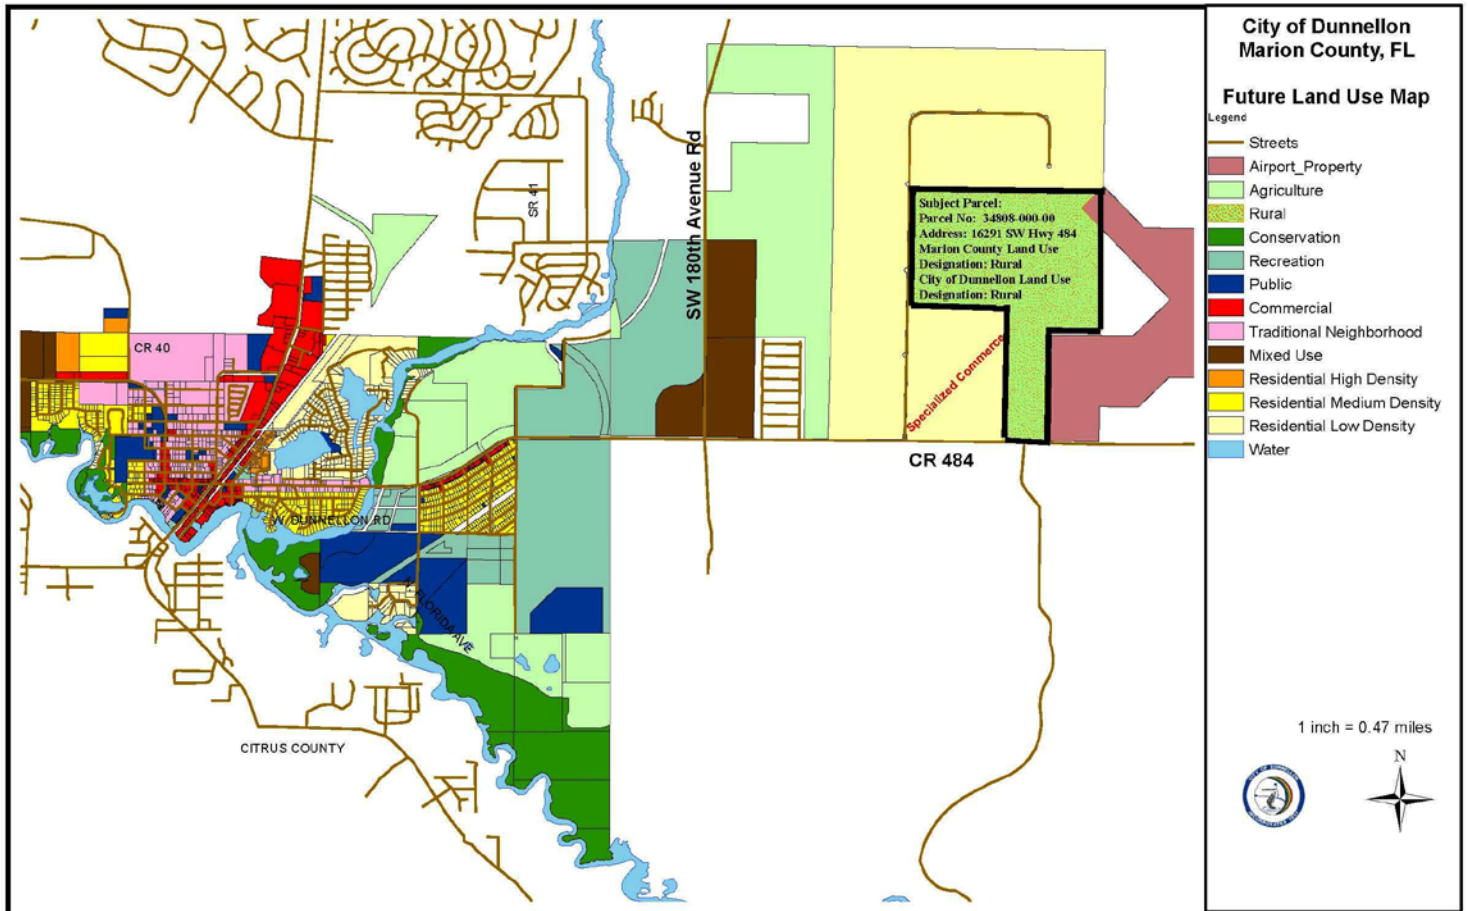 City of Dunnellon
Marion County, FL
Future Land Use Map
Legend
Streets
Airport_Property
Agriculture
Rural
Conservation
Recreation
Public
Commercial
Traditional Neighborhood
Mixed Use
Residential High Density
Residential Medium Density
Residential Low Density
Water
1 inch = 0.47 miles
N
SW 180th Avenue Rd
SR 41
Subject Parcel:
Parcel No: 34808-000-00
Address: 16291 SW Hwy 484
Marion County Land Use
Designation: Rural
City of Dunnellon Land Use
Designation: Rural
CR 40
Specialized Commerce
CR 484
W DUNNELLON RD
N FLORIDA AVE
CITRUS COUNTY
CITY OF DUNNELLON